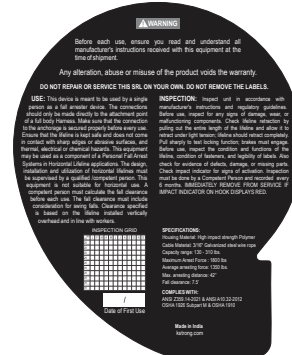 WARNING
Before each use, ensure you read and understand all
manufacturer's instructions received with this equipment at the
time of shipment.
Any alteration, abuse or misuse of the product voids the warranty.
DO NOT REPAIR OR SERVICE THIS SRL ON YOUR OWN. DO NOT REMOVE THE LABELS.
USE: This device is meant to be used by a single
person as a fall arrester device. The connections
should only be made directly to the attachment point
of a full body Harness. Make sure that the connection
to the anchorage is secured properly before every use.
Ensure that the lifeline is kept safe and does not come
in contact with sharp edges or abrasive surfaces, and
thermal, electrical or chemical hazards. This equipment
may be used as a component of a Personal Fall Arrest
Systems in Horizontal Lifelines applications. The design,
installation and utilization of horizontal lifelines must
be supervised by a qualified /competent person. This
equipment is not suitable for horizontal use. A
competent person must calculate the fall clearance
before each use. The fall clearance must include
consideration for swing falls. Clearance specified
is based on the lifeline installed vertically
overhead and in line with workers.
INSPECTION: Inspect unit in accordance with
manufacturer's instructions and regulatory guidelines.
Before use, inspect for any signs of damage, wear, or
malfunctioning components. Check lifeline retraction by
pulling out the entire length of the lifeline and allow it to
retract under light tension; lifeline should retract completely.
Pull sharply to test locking function; brakes must engage.
Before use, inspect the condition and functions of the
lifeline, condition of fasteners, and legibility of labels. Also
check for evidence of defects, damage, or missing parts.
Check impact indicator for signs of activation. Inspection
must be done by a Competent Person and recorded every
6 months. IMMEDIATELY REMOVE FROM SERVICE IF
IMPACT INDICATOR ON HOOK DISPLAYS RED.
INSPECTION GRID
/
Date of First Use
SPECIFICATIONS:
Housing Material: High impact strength Polymer
Cable Material: 3/16" Galvanized steel wire rope
Capacity range: 130 - 310 lbs.
Maximum Arrest Force : 1800 lbs
Average arresting force: 1350 lbs.
Max. arresting distance: 42"
Fall clearance: 7.5'
COMPLIES WITH:
ANSI Z359.14-2021 & ANSI A10.32-2012
OSHA 1926 Subpart M & OSHA 1910
Made in India
kstrong.com